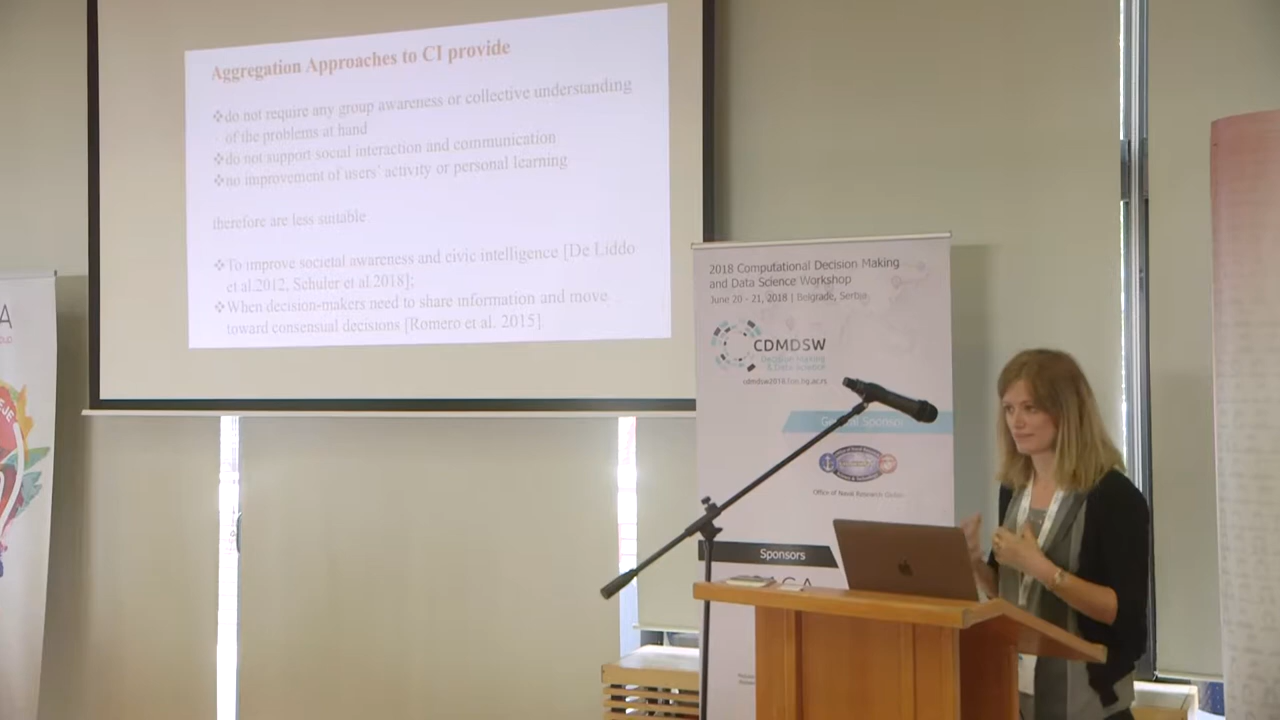 Aggregation Approaches to CI provide
❖do not require any group awareness or collective understanding
of the problems at hand
❖do not support social interaction and communication
❖no improvement of users' activity or personal learning
therefore are less suitable
❖To improve societal awareness and civic intelligence [De Liddo
et al.2012, Schuler et al 2018];
❖When decision-makers need to share information and move
toward consensual decisions [Romero et al. 2015]
2018 Computational Decision Making
and Data Science Workshop
June 20 - 21, 2018 | Belgrade, Serbia
CDMDSW
Decision Making
& Data Science
Sponsor
Office of Naval Research Global
Sponsors
A
EJE